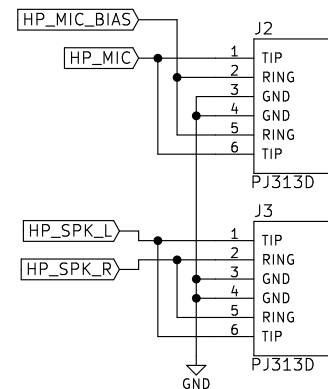 HP_MIC_BIAS
J2
HP_MIC
1 TIP
2 RING
3 GND
4 GND
5 RING
6 TIP
PJ313D
J3
HP_SPK_L
1 TIP
HP_SPK_R
2 RING
3 GND
4 GND
5 RING
6 TIP
PJ313D
GND